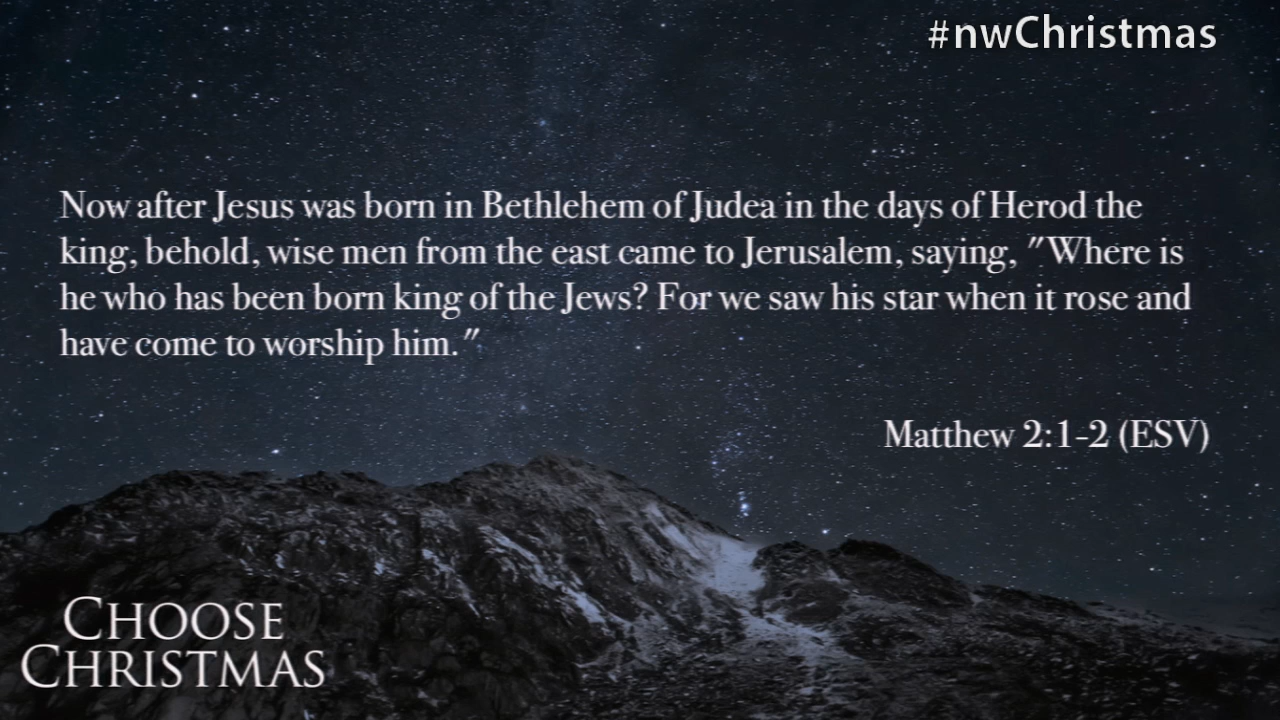 #nwChristmas
Now after Jesus was born in Bethlehem of Judea in the days of Herod the
king, behold, wise men from the east came to Jerusalem, saying, "Where is
he who has been born king of the Jews? For we saw his star when it rose and
have come to worship him."
Matthew 2:1-2 (ESV)
CHOOSE
CHRISTMAS